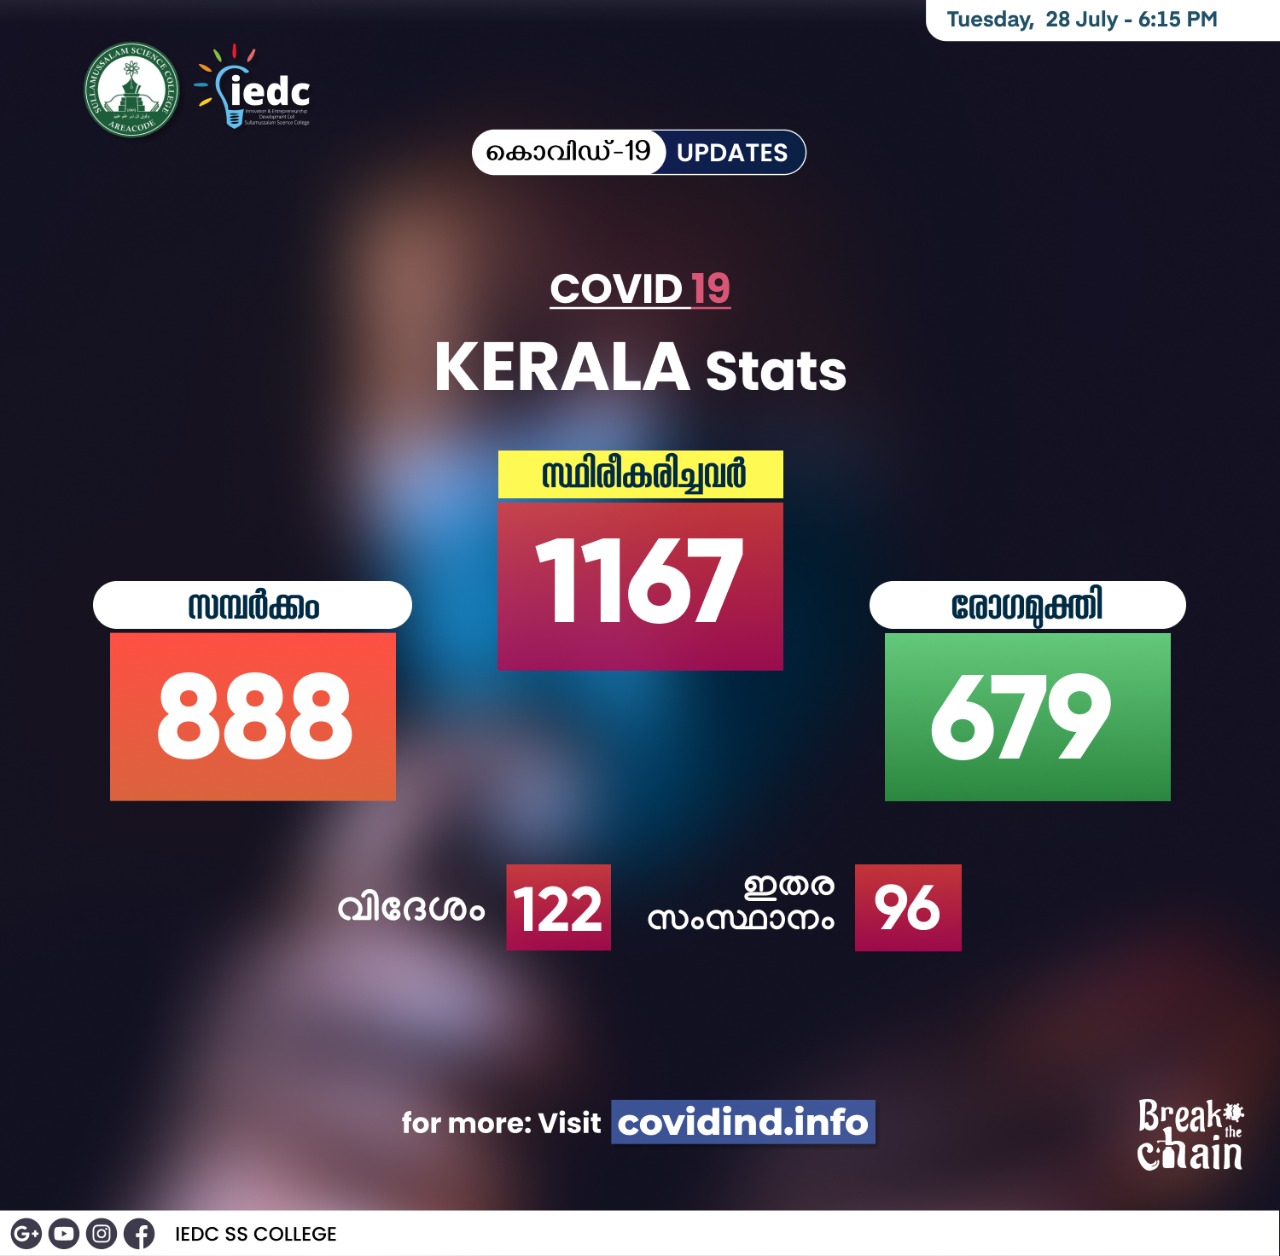 Tuesday, 28 July - 6:15 PM
SULLAMUSSALAM SCIENCE COLLEGE
AREACODE
iedc
Innovation & Entrepreneurship
Development Cell
Sullamussalam Science College
കൊവിഡ്-19 UPDATES
COVID 19
KERALA Stats
സ്ഥിരീകരിച്ചവർ
1167
സമ്പർക്കം
888
രോഗമുക്തി
679
വിദേശം 122
ഇതര
സംസ്ഥാനം 96
for more: Visit covidind.info
Break
the
chain
IEDC SS COLLEGE